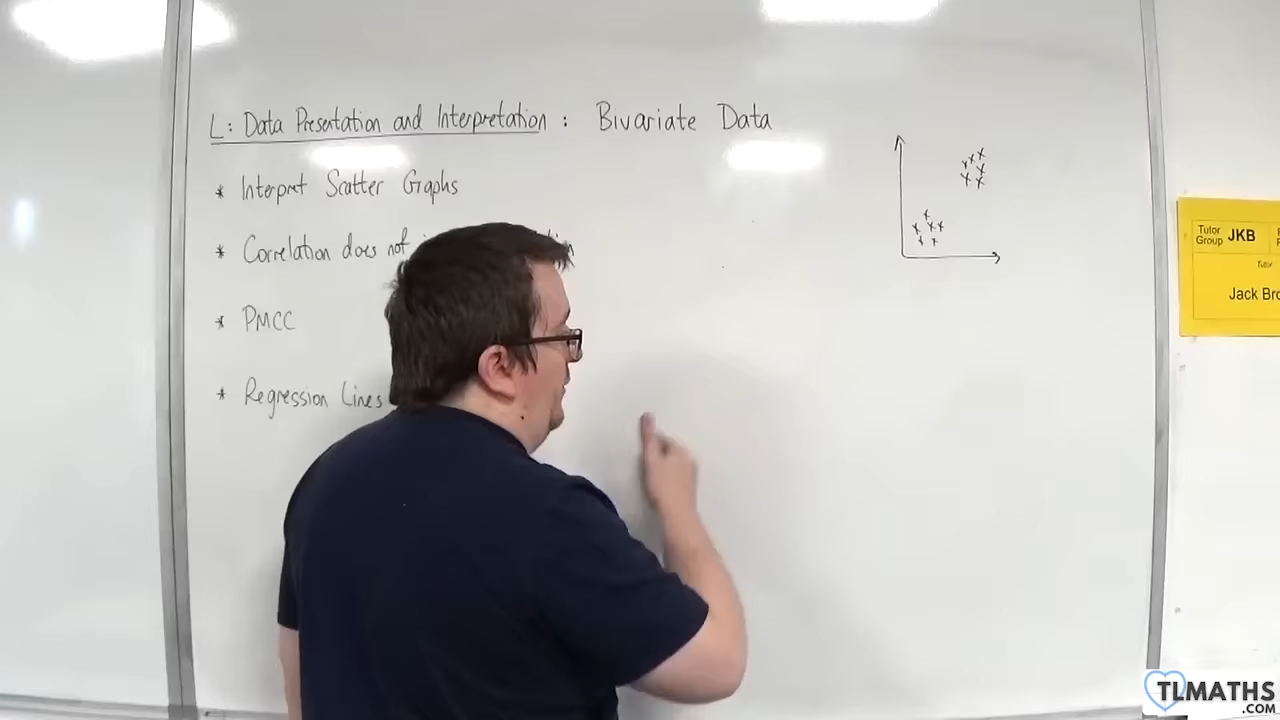 L: Data Presentation and Interpretation: Bivariate Data
* Interpret Scatter Graphs
* Correlation does not
* PMCC
* Regression Lines
Tutor Group JKB
Tutor
Jack Bro
TLMATHS
.COM